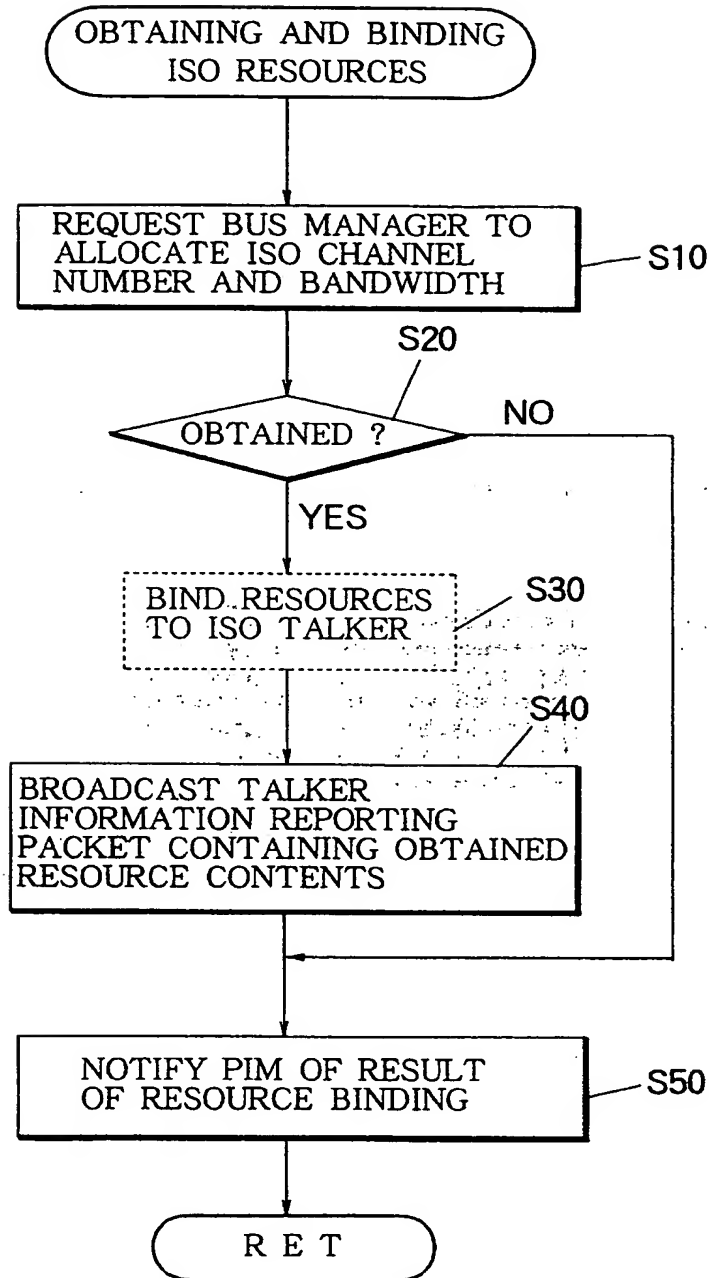 OBTAINING AND BINDING
ISO RESOURCES
REQUEST BUS MANAGER TO
ALLOCATE ISO CHANNEL
NUMBER AND BANDWIDTH
S10
S20
OBTAINED ?
NO
YES
BIND RESOURCES
TO ISO TALKER
S30
S40
BROADCAST TALKER
INFORMATION REPORTING
PACKET CONTAINING OBTAINED
RESOURCE CONTENTS
NOTIFY PIM OF RESULT
OF RESOURCE BINDING
S50
R E T